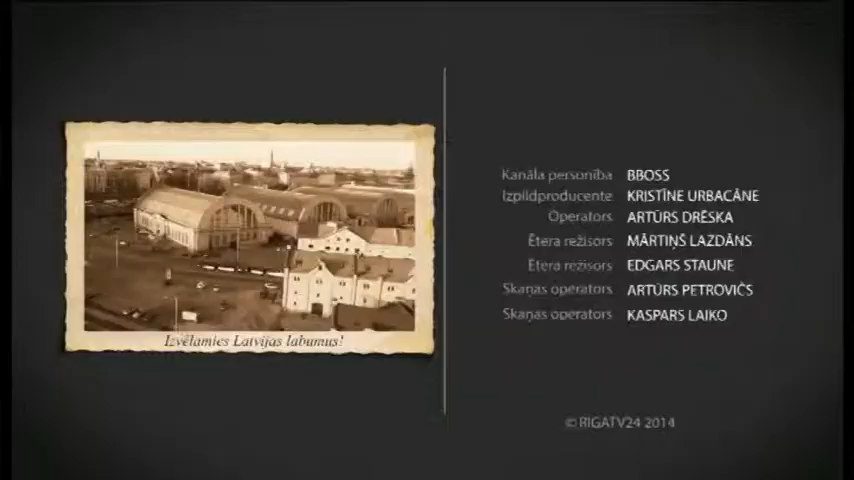 Izvēlamies Latvijas labumus!
Kanāla personība BBOSS
Izpildproducente KRISTĪNE URBACĀNE
Operators ARTŪRS DRĒSKA
Ētera režisors MĀRTIŅŠ LAZDĀNS
Ētera režisors EDGARS STAUNE
Skaņas operators ARTŪRS PETROVIČS
Skaņas operators KASPARS LAIKO
© RIGATV24 2014